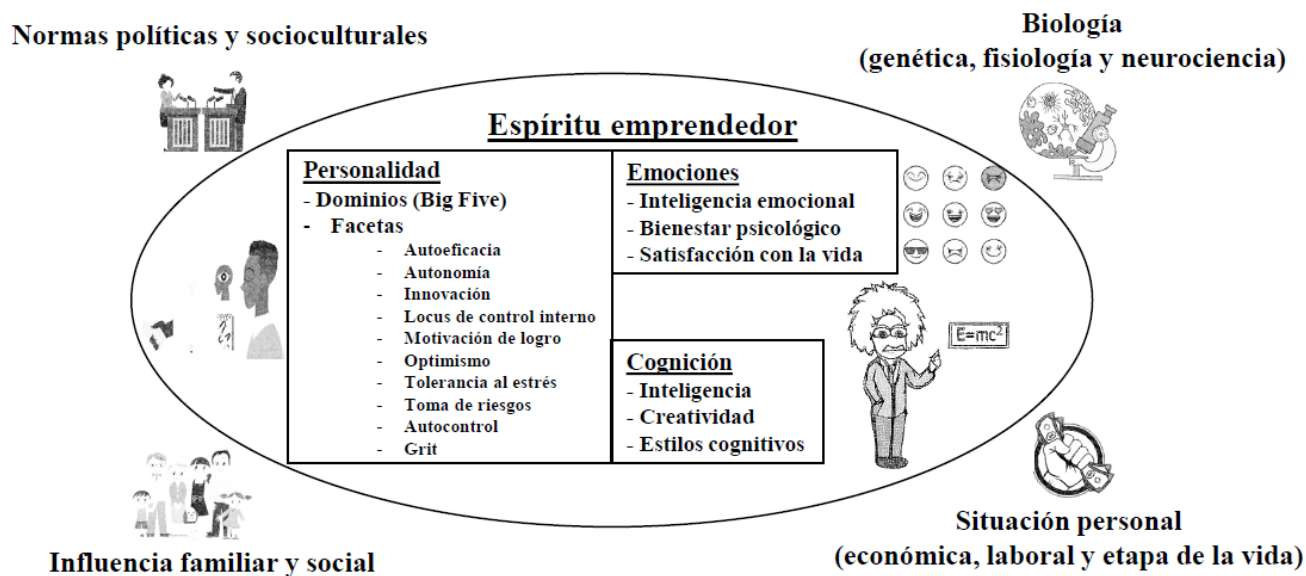 Normas políticas y socioculturales
Biología
(genética, fisiología y neurociencia)
Espíritu emprendedor
Personalidad
- Dominios (Big Five)
- Facetas
- Autoeficacia
- Autonomía
- Innovación
- Locus de control interno
- Motivación de logro
- Optimismo
- Tolerancia al estrés
- Toma de riesgos
- Autocontrol
- Grit
Emociones
- Inteligencia emocional
- Bienestar psicológico
- Satisfacción con la vida
Cognición
- Inteligencia
- Creatividad
- Estilos cognitivos
E=mc²
Influencia familiar y social
Situación personal
(económica, laboral y etapa de la vida)